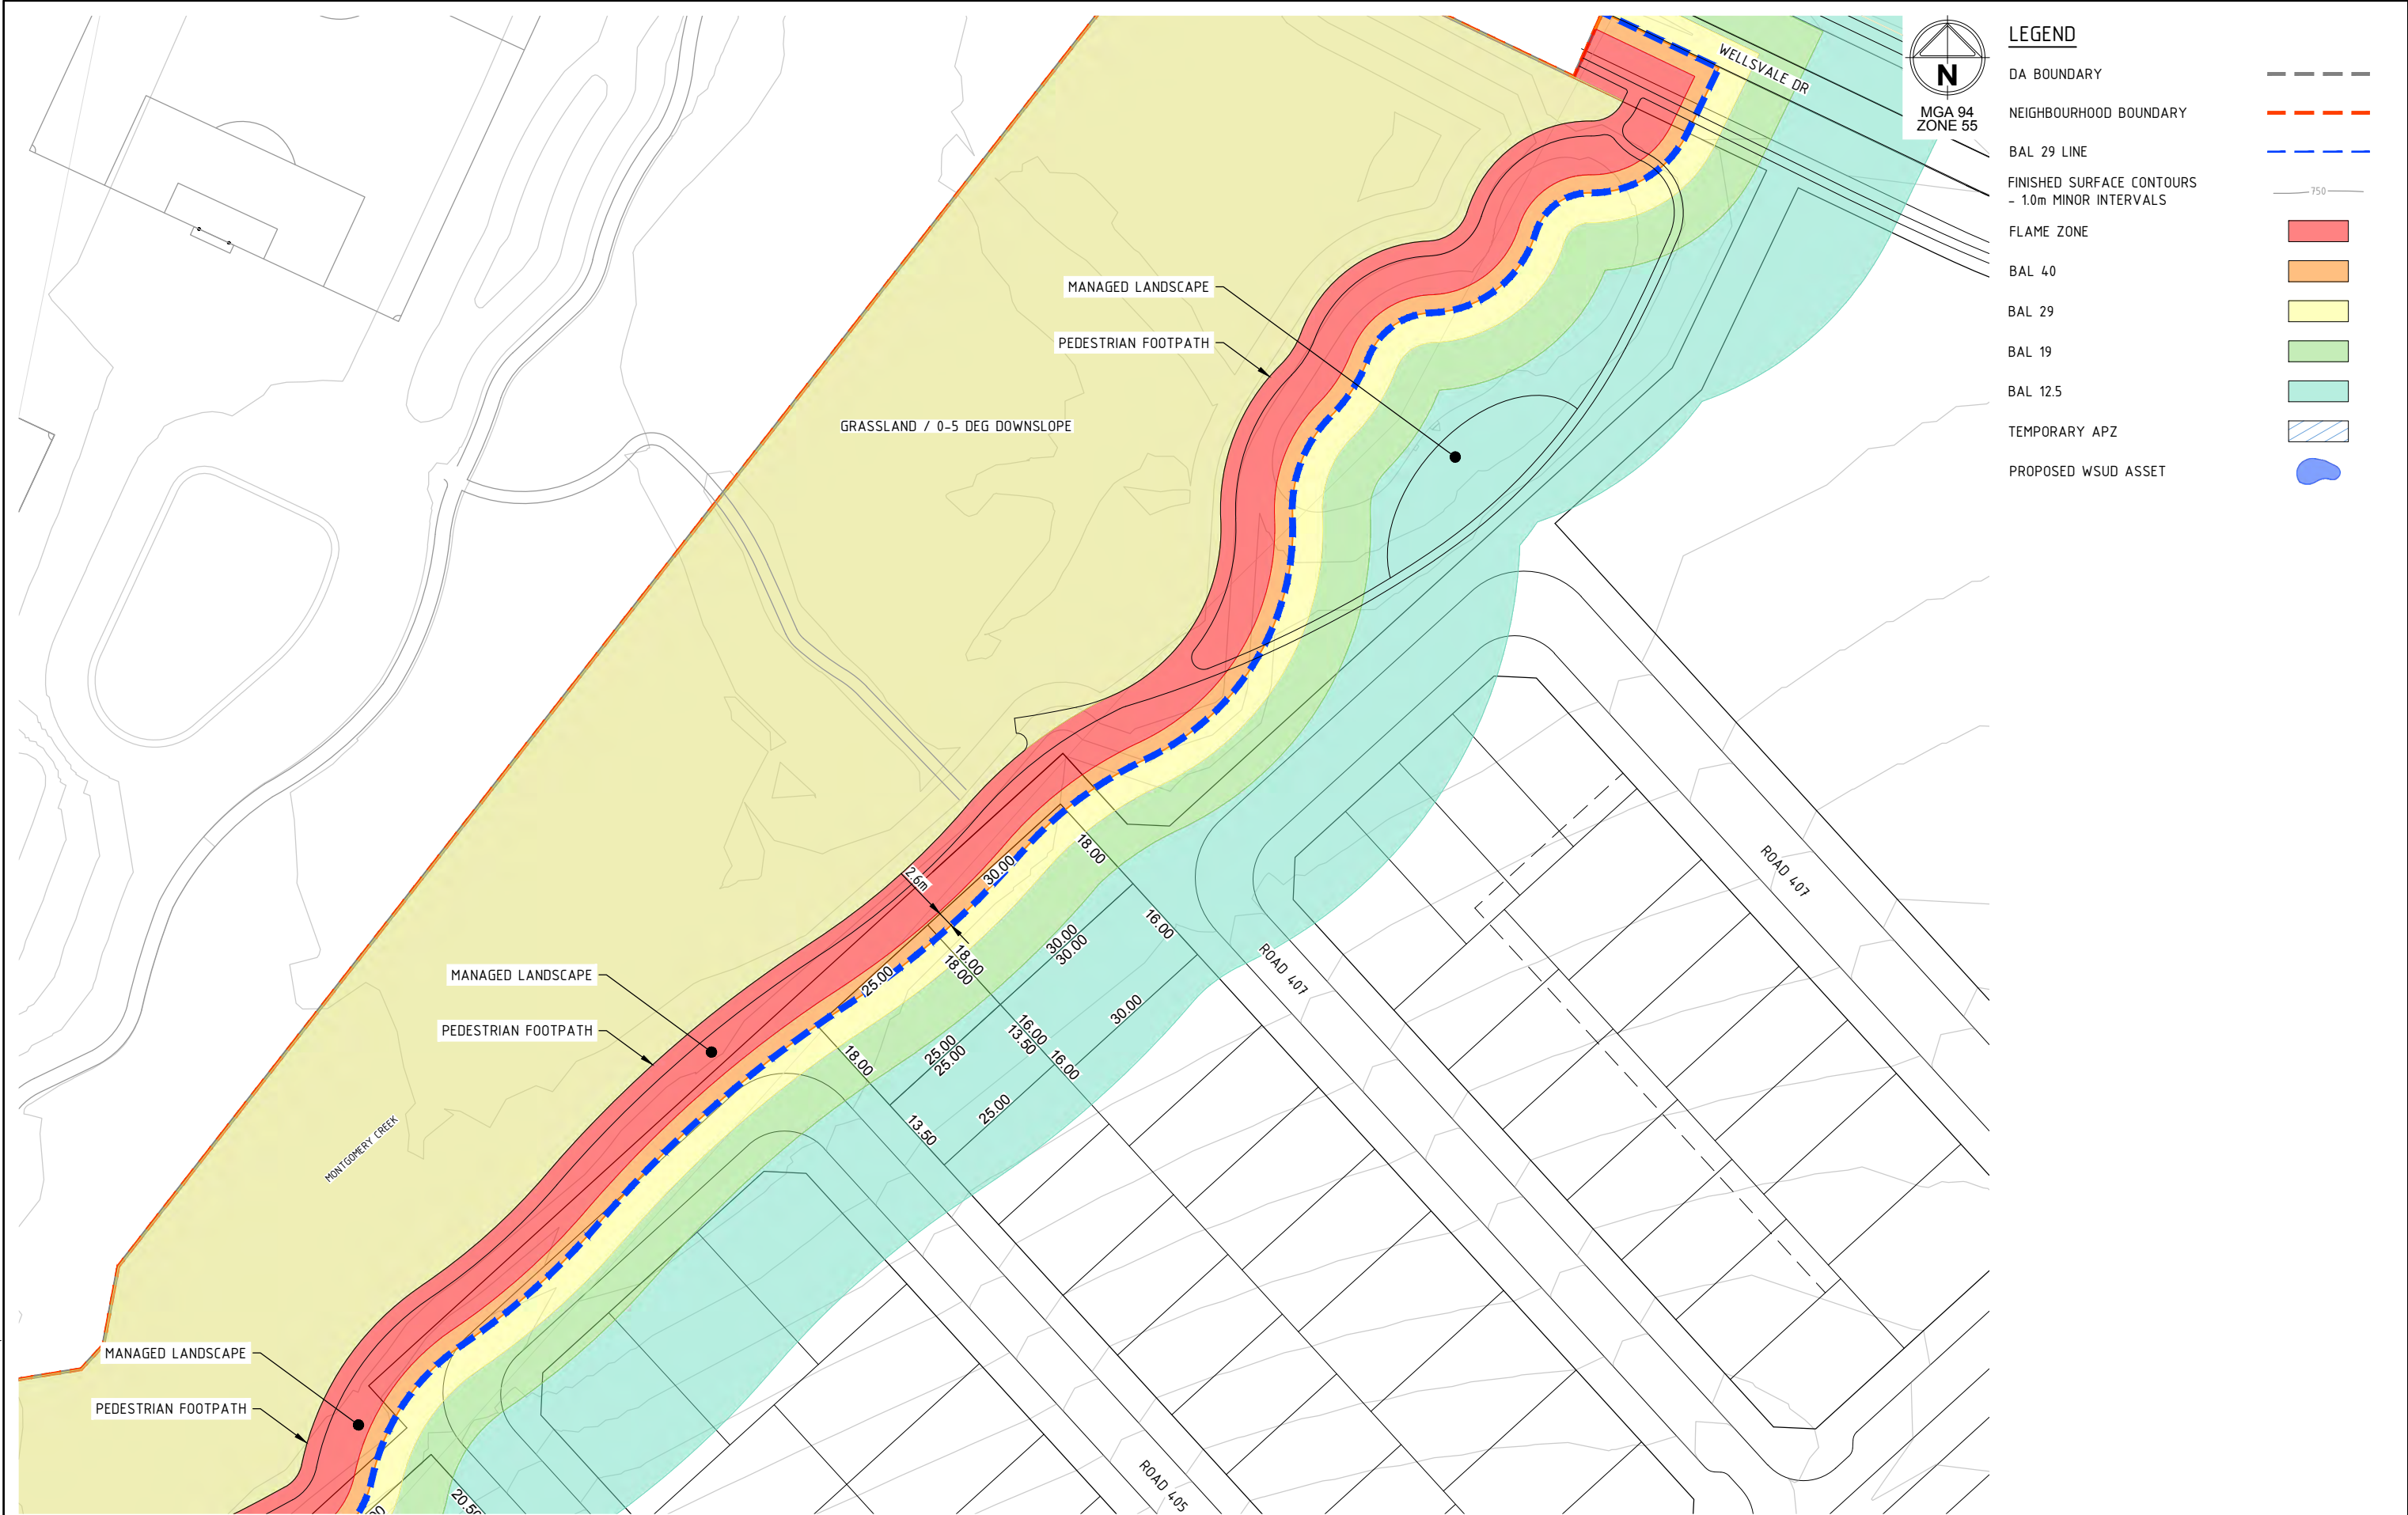 LEGEND
DA BOUNDARY
NEIGHBOURHOOD BOUNDARY
BAL 29 LINE
FINISHED SURFACE CONTOURS
- 1.0m MINOR INTERVALS
750
FLAME ZONE
BAL 40
BAL 29
BAL 19
BAL 12.5
TEMPORARY APZ
PROPOSED WSUD ASSET
N
MGA 94
ZONE 55
WELLSVALE DR
MANAGED LANDSCAPE
PEDESTRIAN FOOTPATH
GRASSLAND / 0-5 DEG DOWNSLOPE
18.00
30.00
2.6m
ROAD 407
16.00
30.00
30.00
ROAD 407
18.00
18.00
25.00
MANAGED LANDSCAPE
PEDESTRIAN FOOTPATH
30.00
16.00
13.50
16.00
25.00
25.00
18.00
25.00
13.50
MONTGOMERY CREEK
MANAGED LANDSCAPE
PEDESTRIAN FOOTPATH
ROAD 405
20.50